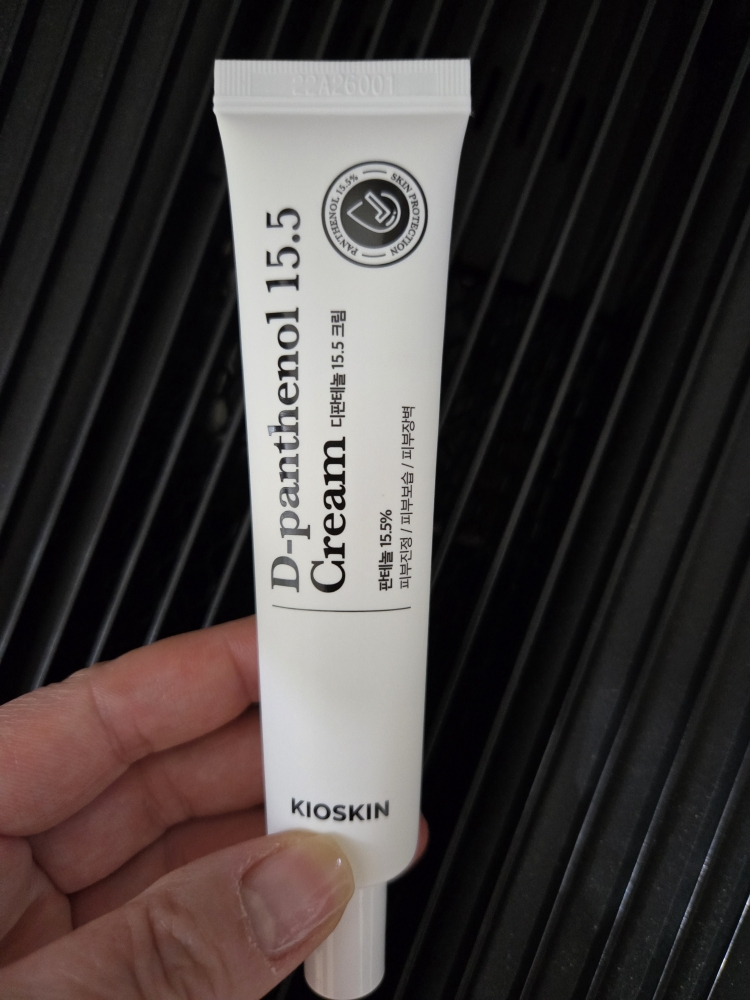 22A26001
PANTHENOL 15.5%
SKIN PROTECTION
D-panthenol 15.5
Cream 디판테놀 15.5 크림
판테놀 15.5%
피부진정 / 피부보습 / 피부장벽
KIOSKIN